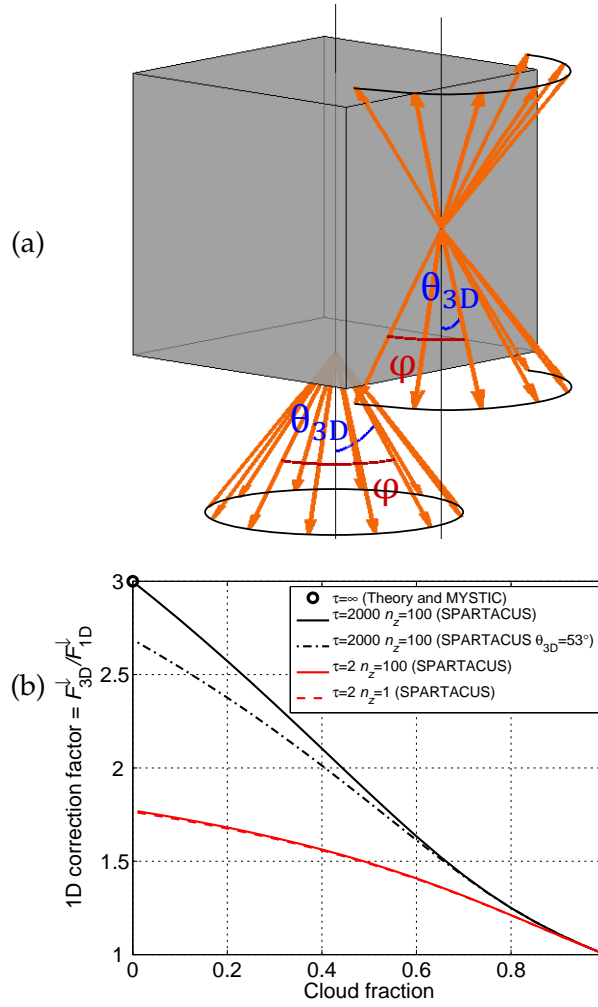 (a)
θ3D
φ
θ3D
φ
(b)
1D correction factor = F↓3D/F↓1D
3
2.5
2
1.5
1
τ=∞ (Theory and MYSTIC)
τ=2000 nz=100 (SPARTACUS)
τ=2000 nz=100 (SPARTACUS θ3D=53°)
τ=2 nz=100 (SPARTACUS)
τ=2 nz=1 (SPARTACUS)
0 0.2 0.4 0.6 0.8
Cloud fraction